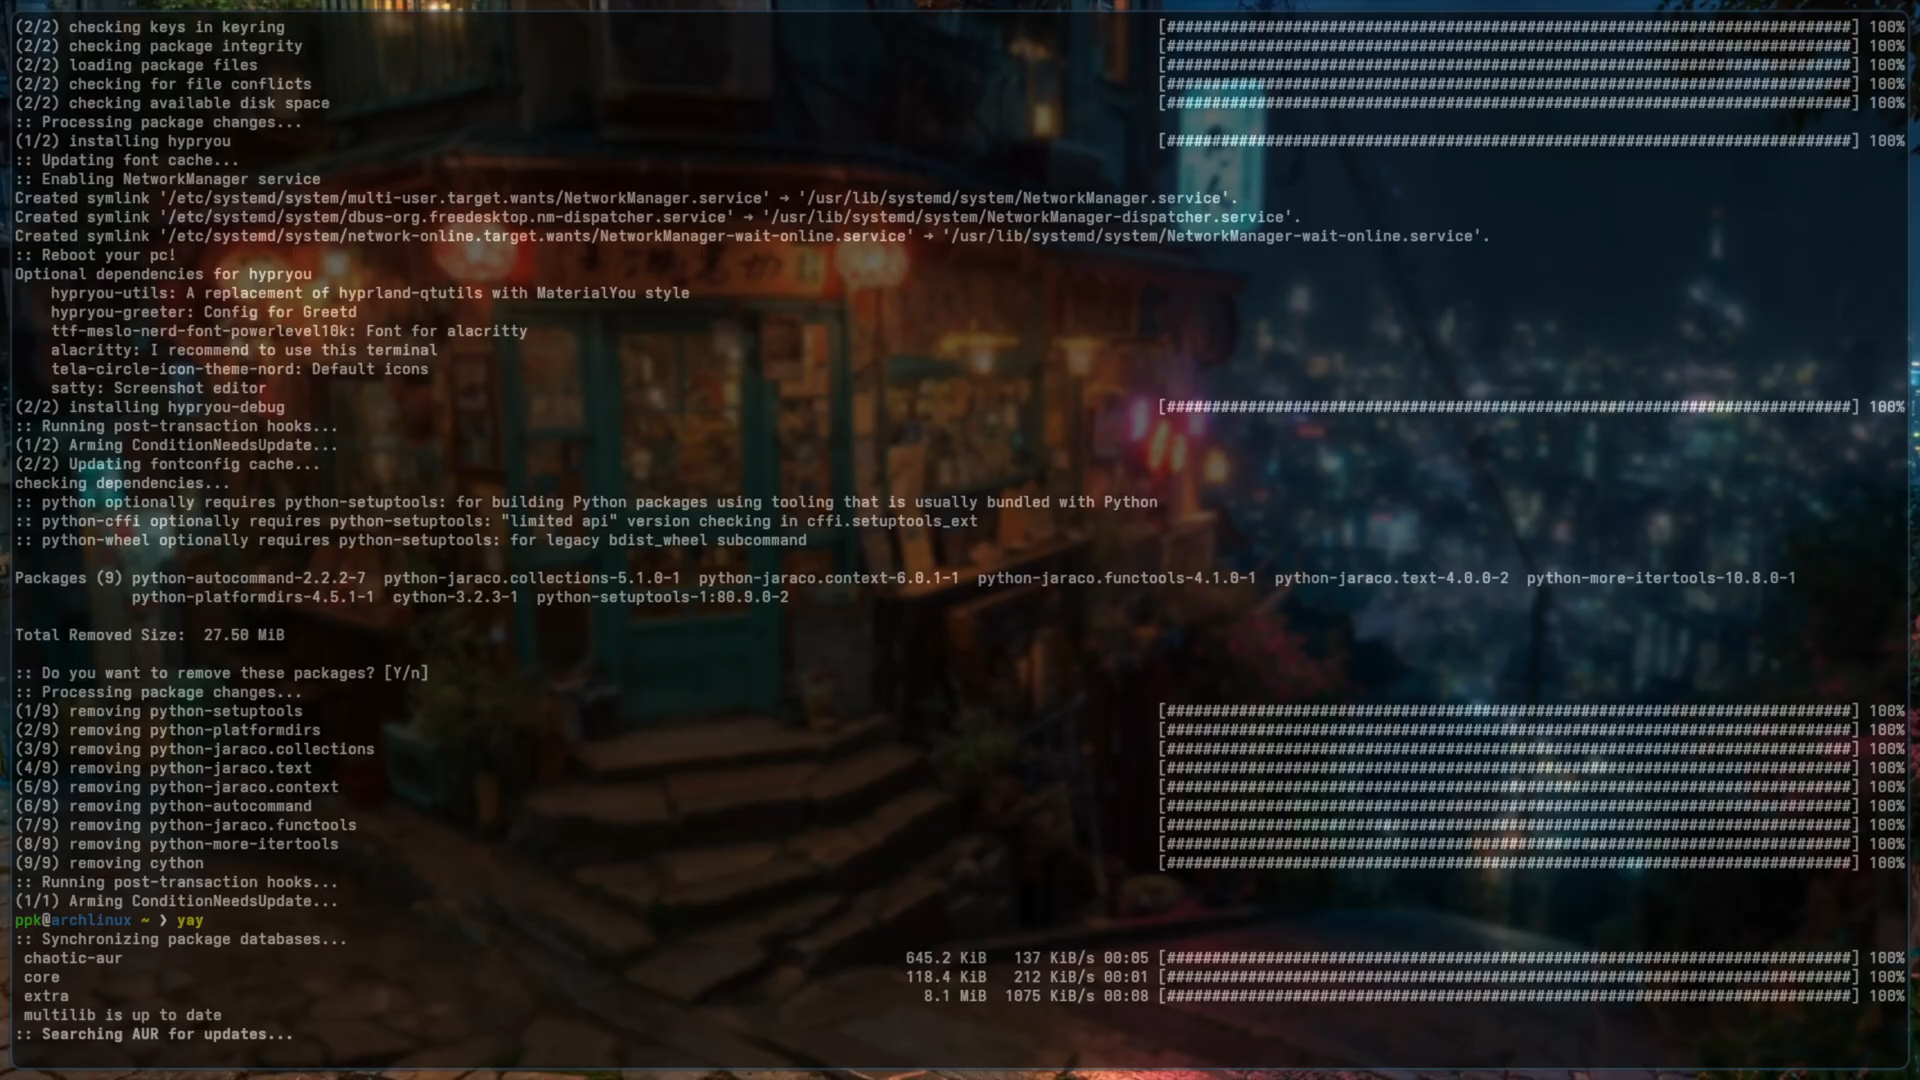 (2/2) checking keys in keyring [############################################################################] 100%
(2/2) checking package integrity [############################################################################] 100%
(2/2) loading package files [############################################################################] 100%
(2/2) checking for file conflicts [############################################################################] 100%
(2/2) checking available disk space [############################################################################] 100%
:: Processing package changes...
(1/2) installing hypryou [############################################################################] 100%
:: Updating font cache...
:: Enabling NetworkManager service
Created symlink '/etc/systemd/system/multi-user.target.wants/NetworkManager.service' → '/usr/lib/systemd/system/NetworkManager.service'.
Created symlink '/etc/systemd/system/dbus-org.freedesktop.nm-dispatcher.service' → '/usr/lib/systemd/system/NetworkManager-dispatcher.service'.
Created symlink '/etc/systemd/system/network-online.target.wants/NetworkManager-wait-online.service' → '/usr/lib/systemd/system/NetworkManager-wait-online.service'.
:: Reboot your pc!
Optional dependencies for hypryou
hypryou-utils: A replacement of hyprland-qtutils with MaterialYou style
hypryou-greeter: Config for Greetd
ttf-meslo-nerd-font-powerlevel10k: Font for alacritty
alacritty: I recommend to use this terminal
tela-circle-icon-theme-nord: Default icons
satty: Screenshot editor
(2/2) installing hypryou-debug [############################################################################] 100%
:: Running post-transaction hooks...
(1/2) Arming ConditionNeedsUpdate...
(2/2) Updating fontconfig cache...
checking dependencies...
:: python optionally requires python-setuptools: for building Python packages using tooling that is usually bundled with Python
:: python-cffi optionally requires python-setuptools: "limited api" version checking in cffi.setuptools_ext
:: python-wheel optionally requires python-setuptools: for legacy bdist_wheel subcommand
Packages (9) python-autocommand-2.2.2-7 python-jaraco.collections-5.1.0-1 python-jaraco.context-6.0.1-1 python-jaraco.functools-4.1.0-1 python-jaraco.text-4.0.0-2 python-more-itertools-10.8.0-1
python-platformdirs-4.5.1-1 cython-3.2.3-1 python-setuptools-1:80.9.0-2
Total Removed Size: 27.50 MiB
:: Do you want to remove these packages? [Y/n]
:: Processing package changes...
(1/9) removing python-setuptools [############################################################################] 100%
(2/9) removing python-platformdirs [############################################################################] 100%
(3/9) removing python-jaraco.collections [############################################################################] 100%
(4/9) removing python-jaraco.text [############################################################################] 100%
(5/9) removing python-jaraco.context [############################################################################] 100%
(6/9) removing python-autocommand [############################################################################] 100%
(7/9) removing python-jaraco.functools [############################################################################] 100%
(8/9) removing python-more-itertools [############################################################################] 100%
(9/9) removing cython [############################################################################] 100%
:: Running post-transaction hooks...
(1/1) Arming ConditionNeedsUpdate...
ppk@archlinux ~ ❯ yay
:: Synchronizing package databases...
chaotic-aur 645.2 KiB 137 KiB/s 00:05 [############################################################################] 100%
core 118.4 KiB 212 KiB/s 00:01 [############################################################################] 100%
extra 8.1 MiB 1075 KiB/s 00:08 [############################################################################] 100%
multilib is up to date
:: Searching AUR for updates...